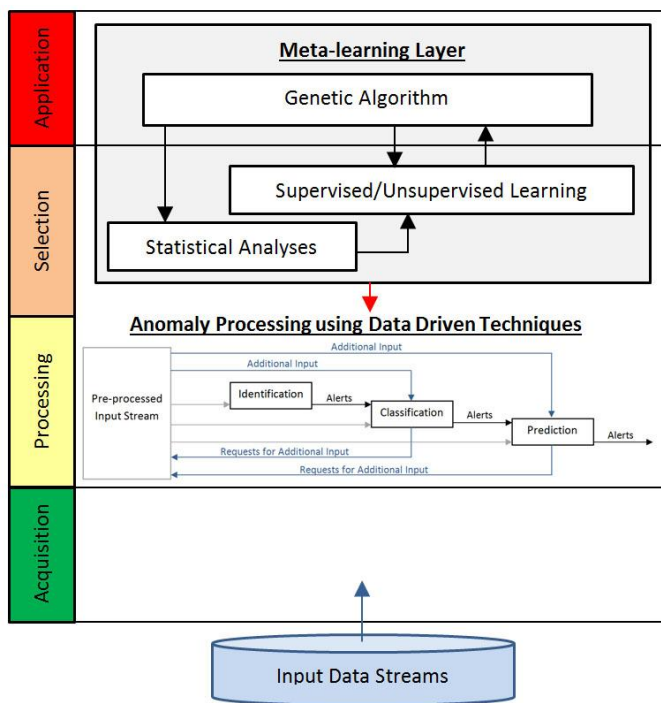 Application
Meta-learning Layer
Genetic Algorithm
Selection
Supervised/Unsupervised Learning
Statistical Analyses
Processing
Anomaly Processing using Data Driven Techniques
Additional Input
Additional Input
Pre-processed
Input Stream
Identification
Alerts
Classification
Alerts
Prediction
Alerts
Requests for Additional Input
Requests for Additional Input
Acquisition
Input Data Streams